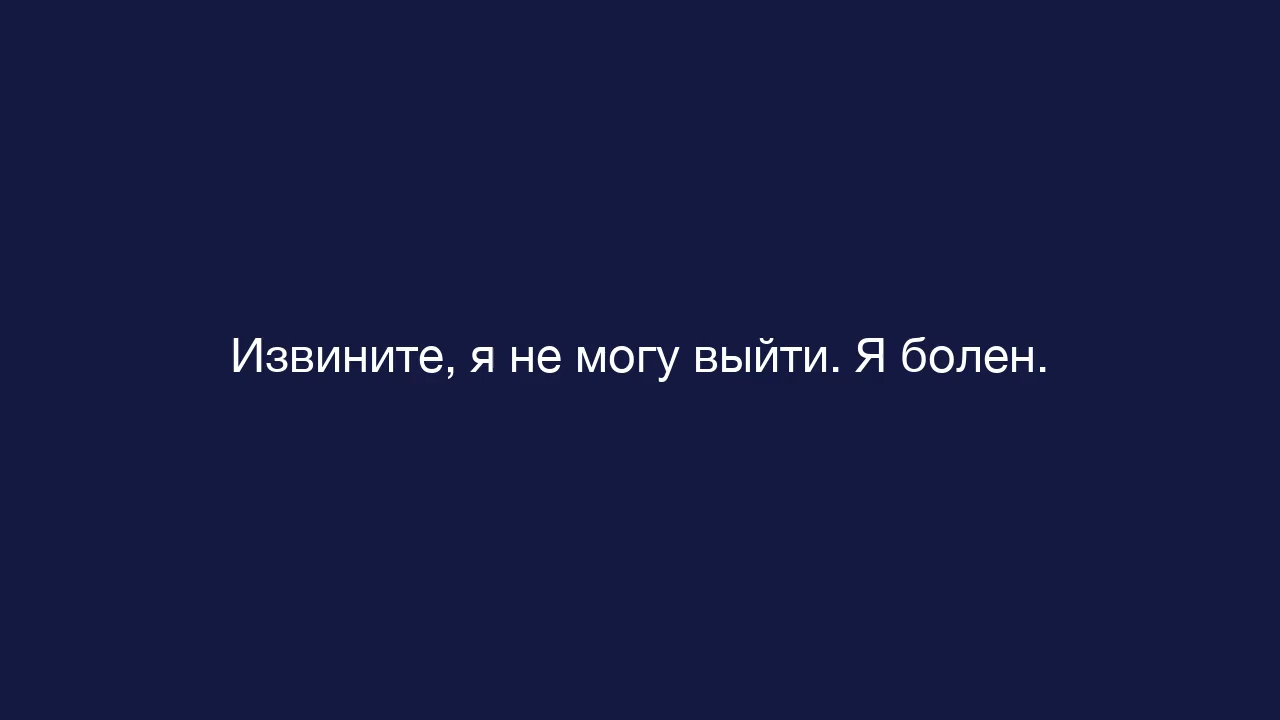 Извините, я не могу выйти. Я болен.